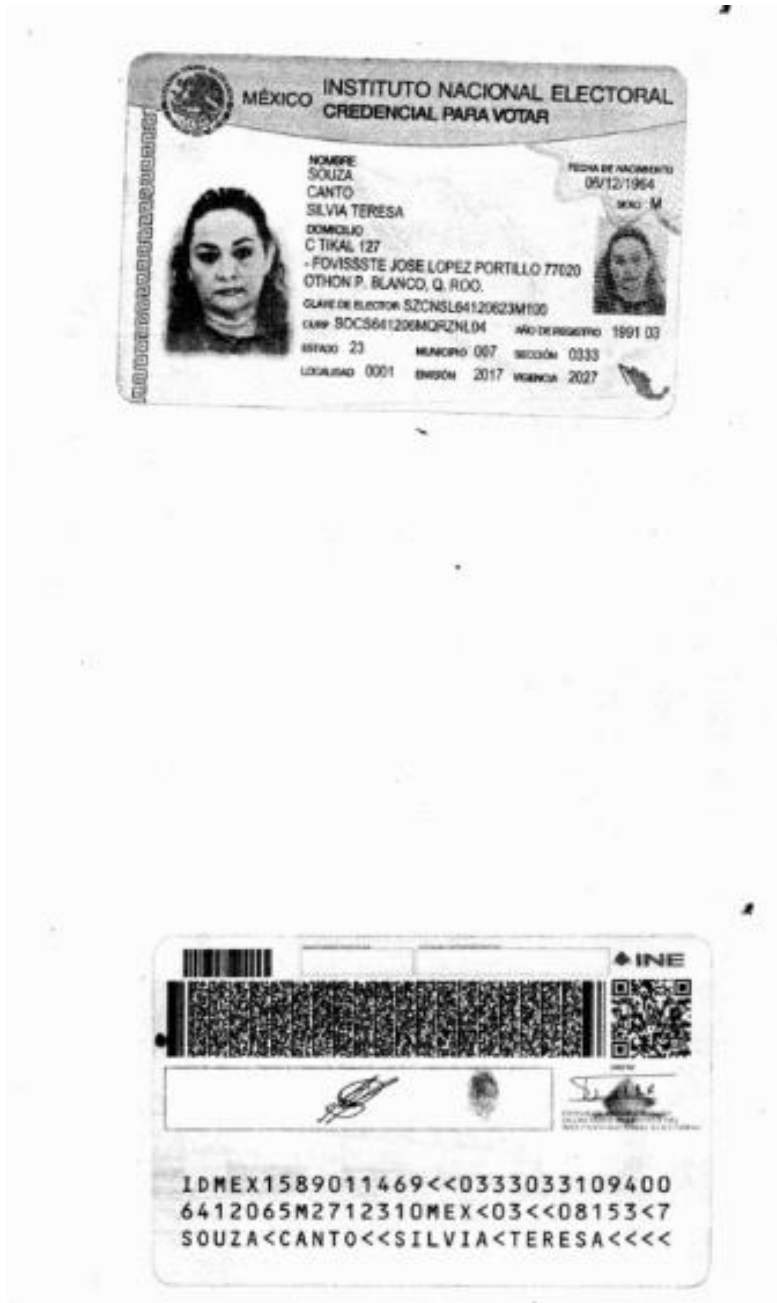 MÉXICO INSTITUTO NACIONAL ELECTORAL
CREDENCIAL PARA VOTAR
NOMBRE
SOUZA
CANTO
SILVIA TERESA
FECHA DE NACIMIENTO
06/12/1964
SEXO M
DOMICILIO
C TIKAL 127
- FOVISSSTE JOSE LOPEZ PORTILLO 77020
OTHON P. BLANCO, Q. ROO.
CLAVE DE ELECTOR SZCNSL64120623M100
CURP SOCS641206MQRZNL04 AÑO DE REGISTRO 1991 03
ESTADO 23 MUNICIPIO 007 SECCIÓN 0333
LOCALIDAD 0001 EMISIÓN 2017 VIGENCIA 2027
INE
IDMEX1589011469<<0333033109400
6412065M2712310MEX<03<<08153<7
SOUZA<CANTO<<SILVIA<TERESA<<<<